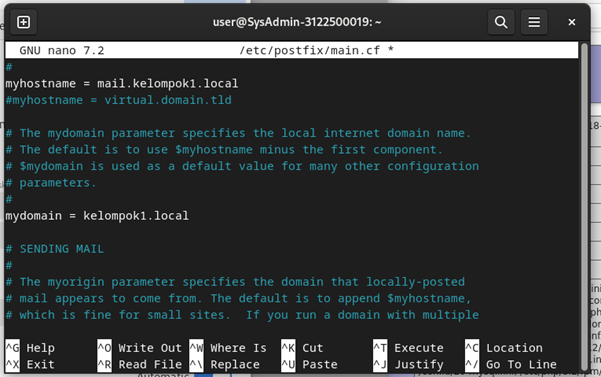 user@SysAdmin-3122500019: ~
GNU nano 7.2 /etc/postfix/main.cf *
#
myhostname = mail.kelompok1.local
#myhostname = virtual.domain.tld
# The mydomain parameter specifies the local internet domain name.
# The default is to use $myhostname minus the first component.
# $mydomain is used as a default value for many other configuration
# parameters.
#
mydomain = kelompok1.local
# SENDING MAIL
#
# The myorigin parameter specifies the domain that locally-posted
# mail appears to come from. The default is to append $myhostname,
# which is fine for small sites.  If you run a domain with multiple
^G Help ^O Write Out ^W Where Is ^K Cut ^T Execute ^C Location
^X Exit ^R Read File ^\ Replace ^U Paste ^J Justify ^/ Go To Line